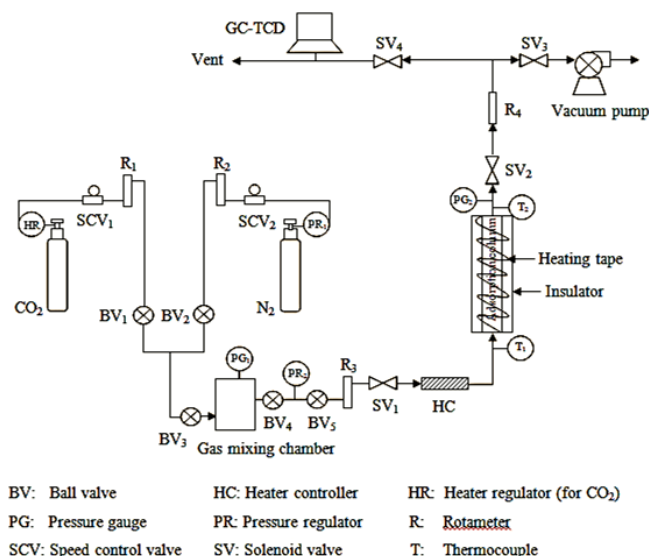 GC-TCD
Vent
SV4
SV3
R4
Vacuum pump
R1
R2
SV2
SCV1
SCV2
PG2
T2
HR
PR1
Adsorption column
Heating tape
Insulator
CO2
N2
BV1
BV2
T1
PG1
PR2
R3
SV1
HC
BV3
BV4
BV5
Gas mixing chamber
BV: Ball valve HC: Heater controller HR: Heater regulator (for CO2)
PG: Pressure gauge PR: Pressure regulator R: Rotameter
SCV: Speed control valve SV: Solenoid valve T: Thermocouple